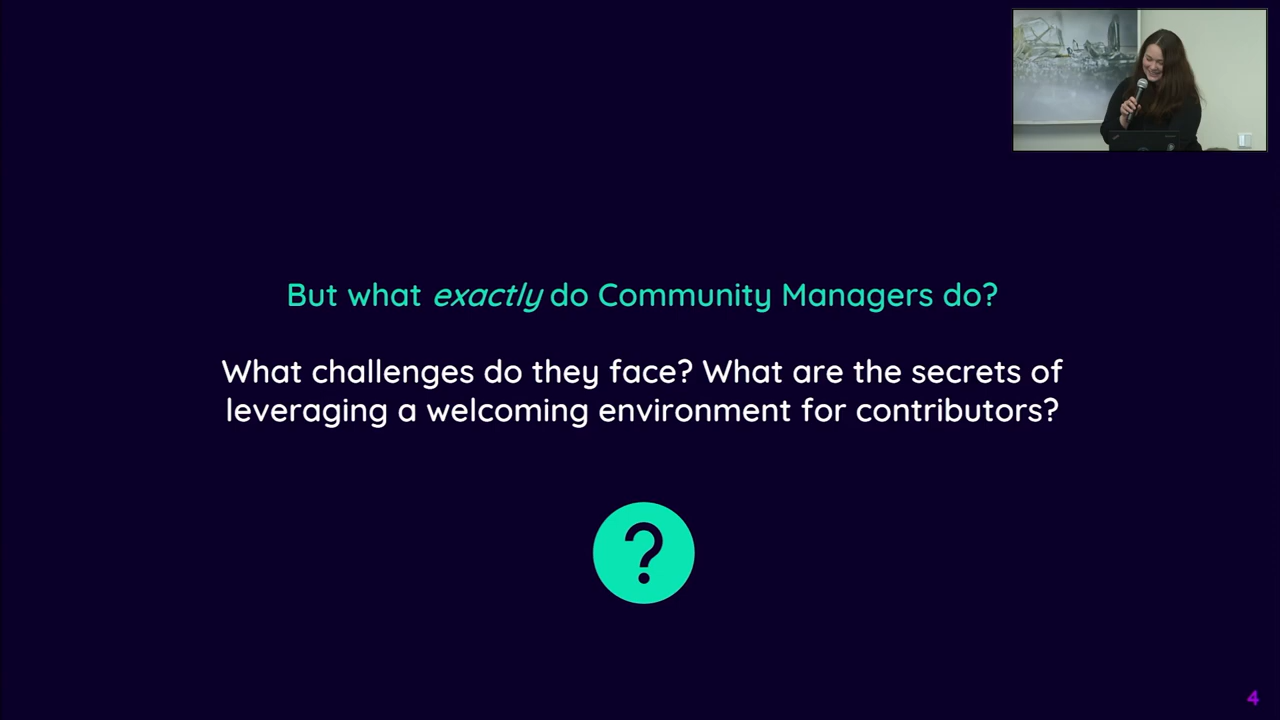 But what exactly do Community Managers do?
What challenges do they face? What are the secrets of
leveraging a welcoming environment for contributors?
?
4